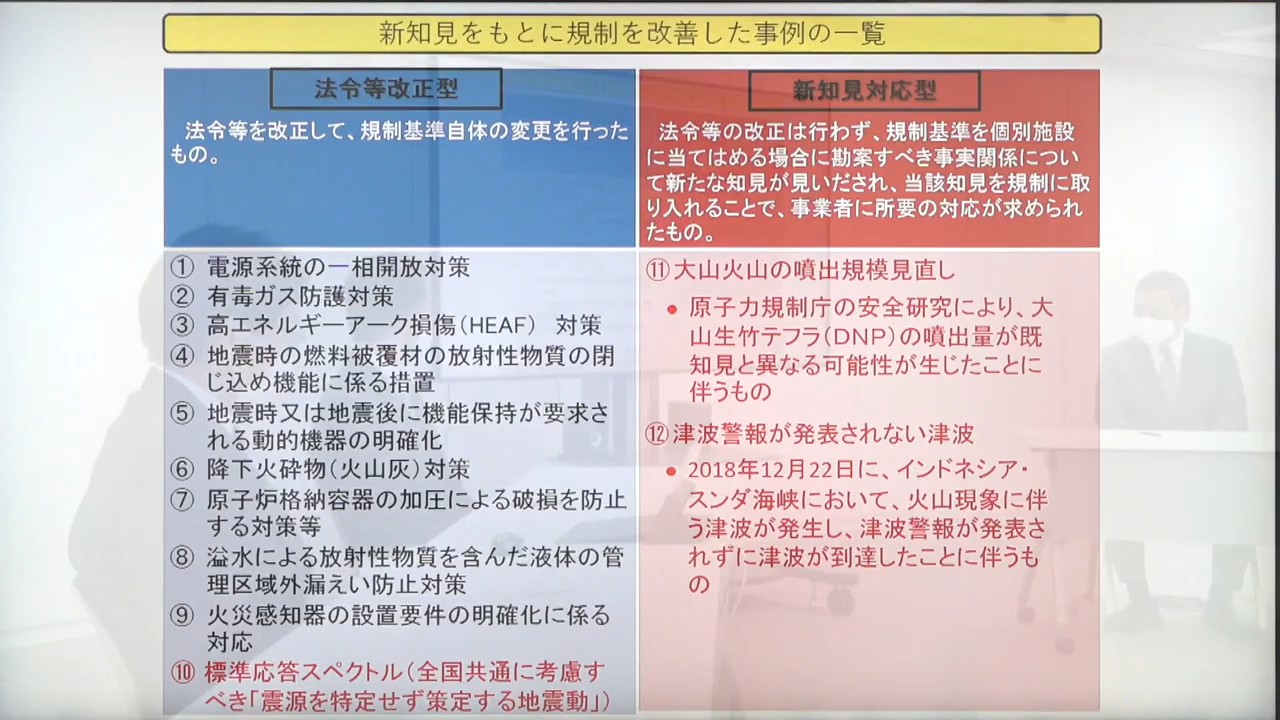 新知見をもとに規制を改善した事例の一覧
法令等改正型
法令等を改正して、規制基準自体の変更を行った
もの。
① 電源系統の一相開放対策
② 有毒ガス防護対策
③ 高エネルギーアーク損傷（HEAF） 対策
④ 地震時の燃料被覆材の放射性物質の閉
じ込め機能に係る措置
⑤ 地震時又は地震後に機能保持が要求さ
れる動的機器の明確化
⑥ 降下火砕物（火山灰）対策
⑦ 原子炉格納容器の加圧による破損を防止
する対策等
⑧ 溢水による放射性物質を含んだ液体の管
理区域外漏えい防止対策
⑨ 火災感知器の設置要件の明確化に係る
対応
⑩ 標準応答スペクトル（全国共通に考慮す
べき「震源を特定せず策定する地震動」）
新知見対応型
法令等の改正は行わず、規制基準を個別施設
に当てはめる場合に勘案すべき事実関係につい
て新たな知見が見いだされ、当該知見を規制に取
り入れることで、事業者に所要の対応が求められ
たもの。
⑪大山火山の噴出規模見直し
• 原子力規制庁の安全研究により、大
山生竹テフラ（DNP）の噴出量が既
知見と異なる可能性が生じたことに
伴うもの
⑫津波警報が発表されない津波
• 2018年12月22日に、インドネシア・
スンダ海峡において、火山現象に伴
う津波が発生し、津波警報が発表さ
れずに津波が到達したことに伴うも
の